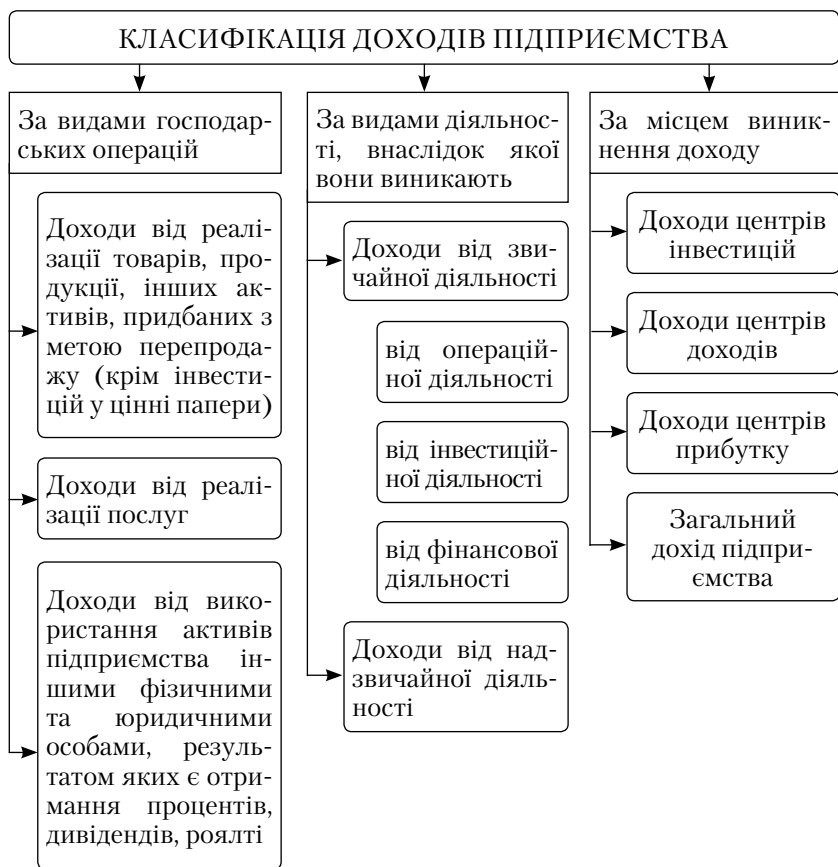 КЛАСИФІКАЦІЯ ДОХОДІВ ПІДПРИЄМСТВА
За видами господар-
ських операцій
Доходи від реалі-
зації товарів, про-
дукції, інших ак-
тивів, придбаних з
метою перепрода-
жу (крім інвести-
цій у цінні папери)
Доходи від реалі-
зації послуг
Доходи від вико-
ристання активів
підприємства ін-
шими фізичними
та юридичними
особами, резуль-
татом яких є отри-
мання процентів,
дивідендів, роялті
За видами діяльнос-
ті, внаслідок якої
вони виникають
Доходи від зви-
чайної діяльності
від операцій-
ної діяльності
від інвестицій-
ної діяльності
від фінансової
діяльності
Доходи від над-
звичайної діяль-
ності
За місцем виник-
нення доходу
Доходи центрів
інвестицій
Доходи центрів
доходів
Доходи центрів
прибутку
Загальний
дохід підпри-
ємства